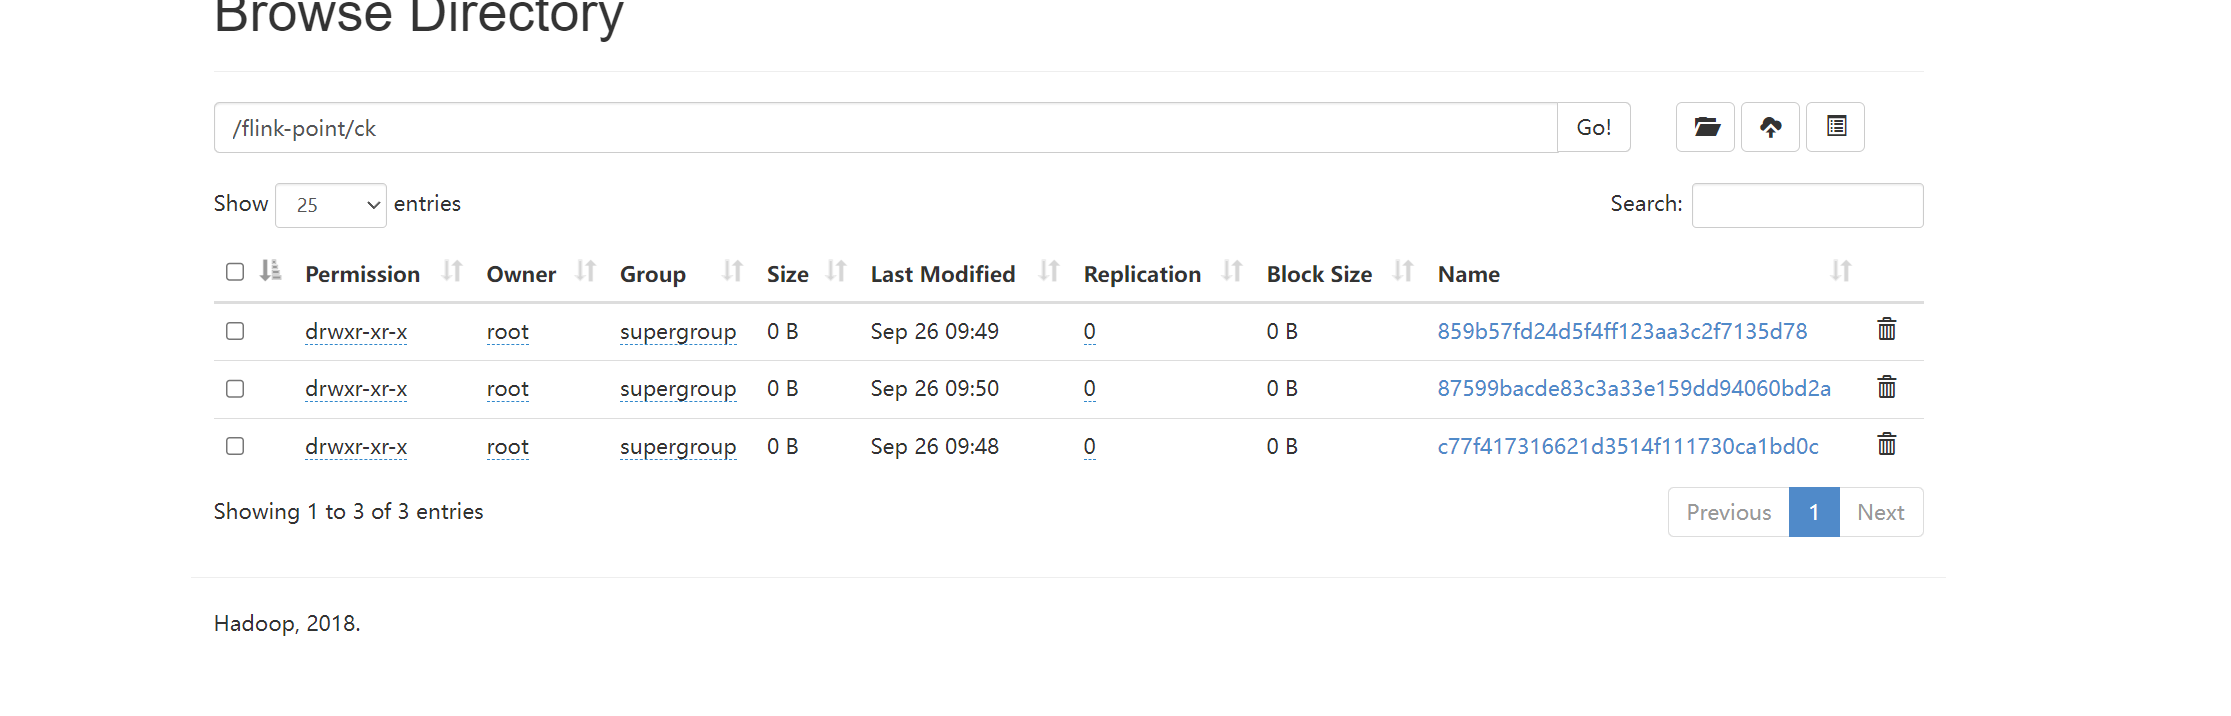 Browse Directory
/flink-point/ck Go!
Show 25 entries Search:
Permission Owner Group Size Last Modified Replication Block Size Name
drwxr-xr-x root supergroup 0 B Sep 26 09:49 0 0 B 859b57fd24d5f4ff123aa3c2f7135d78
drwxr-xr-x root supergroup 0 B Sep 26 09:50 0 0 B 87599bacde83c3a33e159dd94060bd2a
drwxr-xr-x root supergroup 0 B Sep 26 09:48 0 0 B c77f417316621d3514f111730ca1bd0c
Showing 1 to 3 of 3 entries Previous 1 Next
Hadoop, 2018.